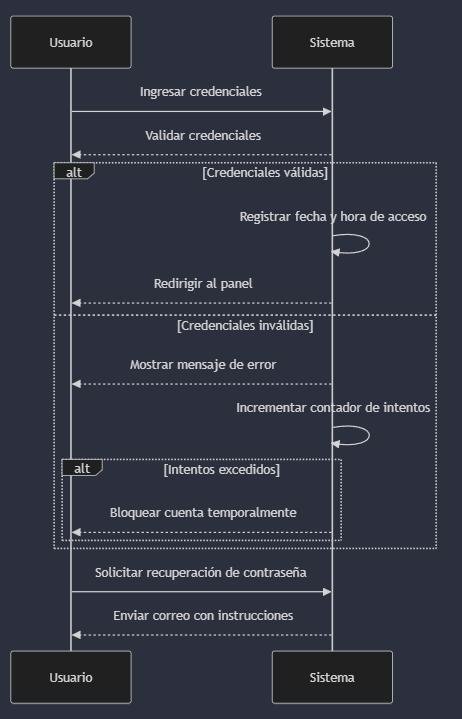 Usuario
Sistema
Ingresar credenciales
Validar credenciales
alt
[Credenciales válidas]
Registrar fecha y hora de acceso
Redirigir al panel
[Credenciales inválidas]
Mostrar mensaje de error
Incrementar contador de intentos
alt
[Intentos excedidos]
Bloquear cuenta temporalmente
Solicitar recuperación de contraseña
Enviar correo con instrucciones
Usuario
Sistema